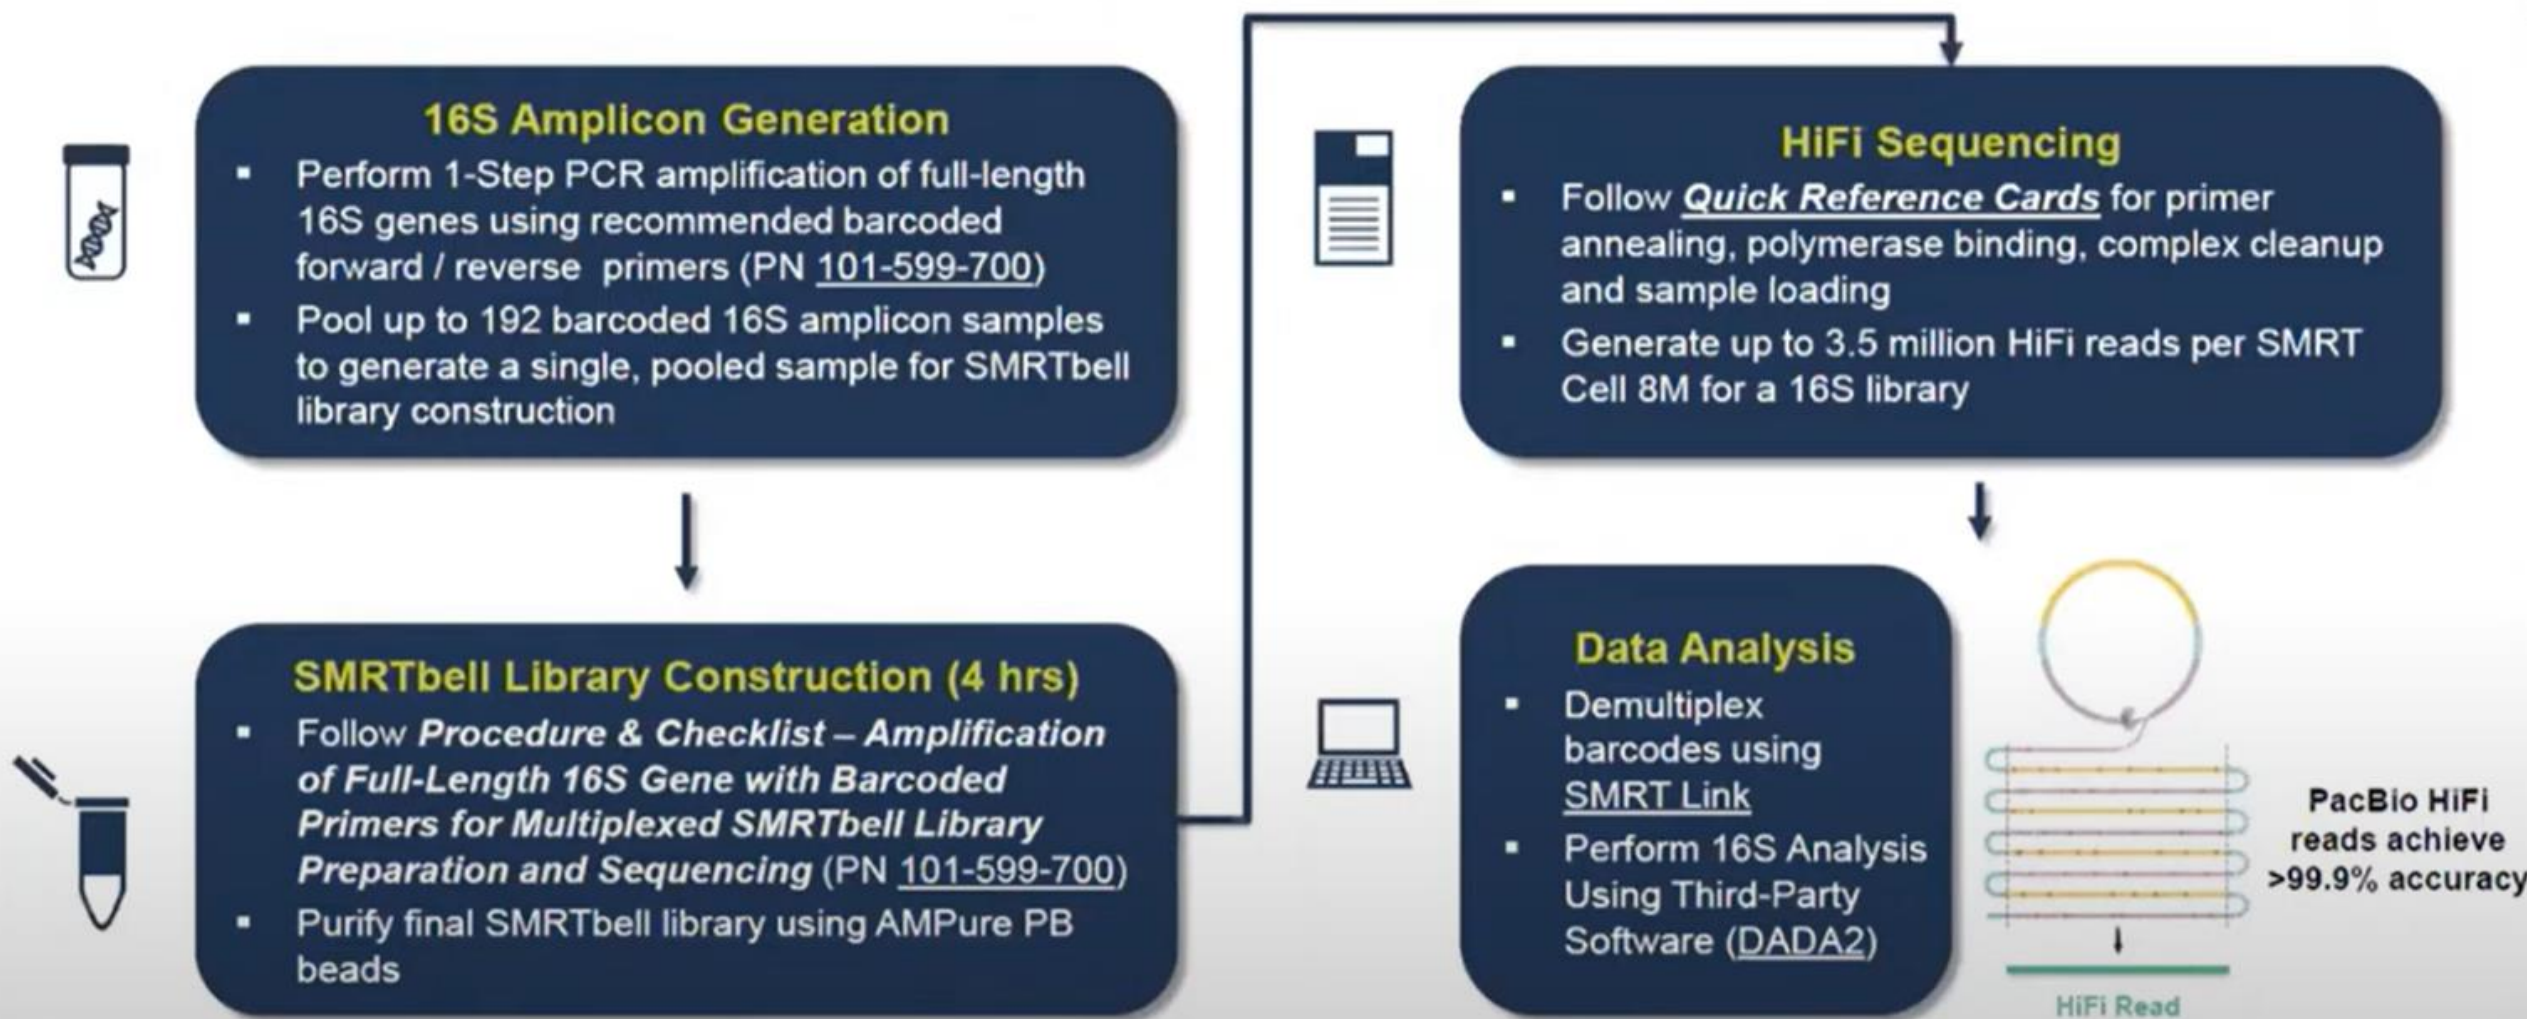 16S Amplicon Generation
▪ Perform 1-Step PCR amplification of full-length
16S genes using recommended barcoded
forward / reverse primers (PN 101-599-700)
▪ Pool up to 192 barcoded 16S amplicon samples
to generate a single, pooled sample for SMRTbell
library construction
SMRTbell Library Construction (4 hrs)
▪ Follow Procedure & Checklist – Amplification
of Full-Length 16S Gene with Barcoded
Primers for Multiplexed SMRTbell Library
Preparation and Sequencing (PN 101-599-700)
▪ Purify final SMRTbell library using AMPure PB
beads
HiFi Sequencing
▪ Follow Quick Reference Cards for primer
annealing, polymerase binding, complex cleanup
and sample loading
▪ Generate up to 3.5 million HiFi reads per SMRT
Cell 8M for a 16S library
Data Analysis
▪ Demultiplex
barcodes using
SMRT Link
▪ Perform 16S Analysis
Using Third-Party
Software (DADA2)
PacBio HiFi
reads achieve
>99.9% accuracy
HiFi Read